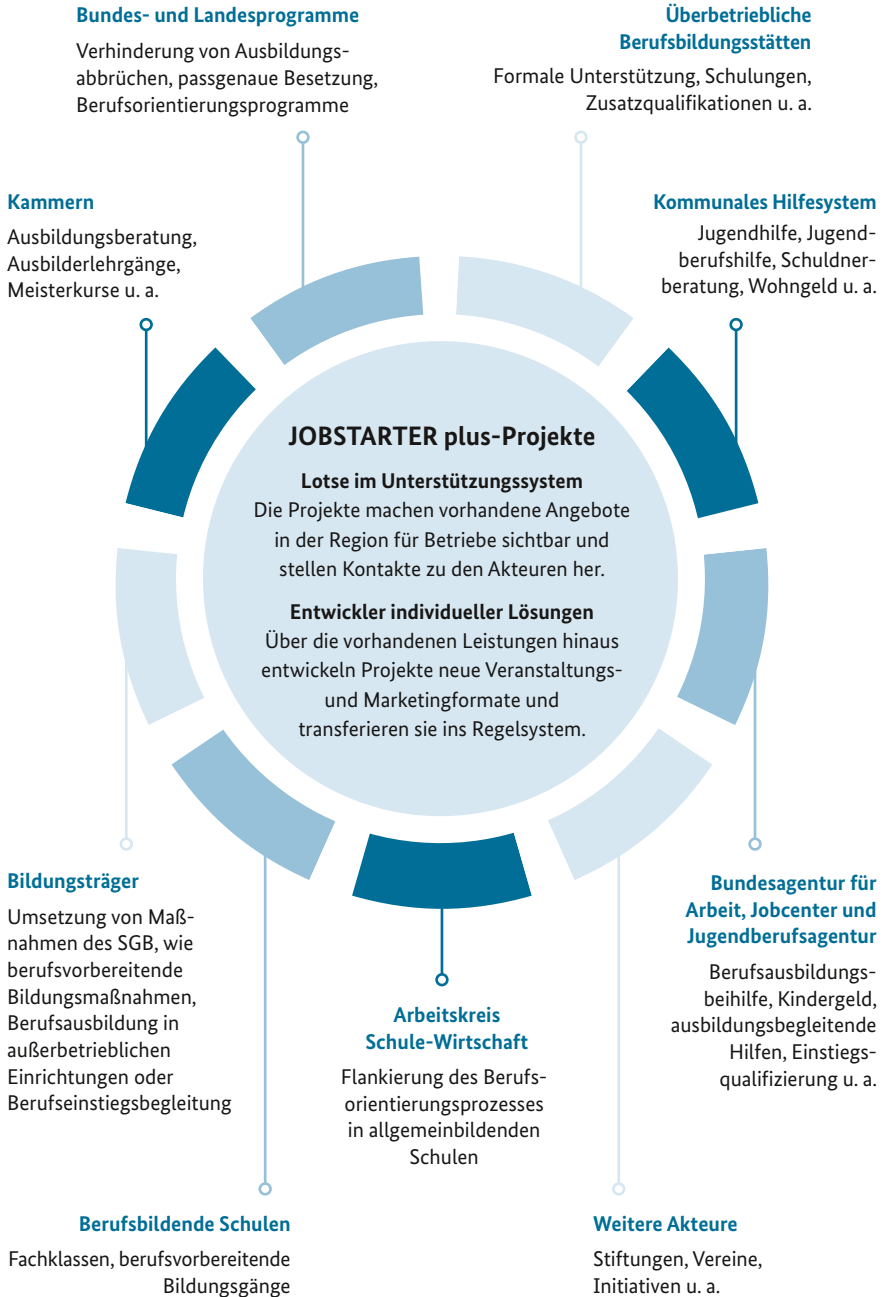 Bundes- und Landesprogramme
Verhinderung von Ausbildungs-
abbrüchen, passgenaue Besetzung,
Berufsorientierungsprogramme
Überbetriebliche
Berufsbildungsstätten
Formale Unterstützung, Schulungen,
Zusatzqualifikationen u. a.
Kammern
Ausbildungsberatung,
Ausbilderlehrgänge,
Meisterkurse u. a.
Kommunales Hilfesystem
Jugendhilfe, Jugend-
berufshilfe, Schuldner-
beratung, Wohngeld u. a.
JOBSTARTER plus-Projekte
Lotse im Unterstützungssystem
Die Projekte machen vorhandene Angebote
in der Region für Betriebe sichtbar und
stellen Kontakte zu den Akteuren her.
Entwickler individueller Lösungen
Über die vorhandenen Leistungen hinaus
entwickeln Projekte neue Veranstaltungs-
und Marketingformate und
transferieren sie ins Regelsystem.
Bildungsträger
Umsetzung von Maß-
nahmen des SGB, wie
berufsvorbereitende
Bildungsmaßnahmen,
Berufsausbildung in
außerbetrieblichen
Einrichtungen oder
Berufseinstiegsbegleitung
Arbeitskreis
Schule-Wirtschaft
Flankierung des Berufs-
orientierungsprozesses
in allgemeinbildenden
Schulen
Bundesagentur für
Arbeit, Jobcenter und
Jugendberufsagentur
Berufsausbildungs-
beihilfe, Kindergeld,
ausbildungsbegleitende
Hilfen, Einstiegs-
qualifizierung u. a.
Berufsbildende Schulen
Fachklassen, berufsvorbereitende
Bildungsgänge
Weitere Akteure
Stiftungen, Vereine,
Initiativen u. a.